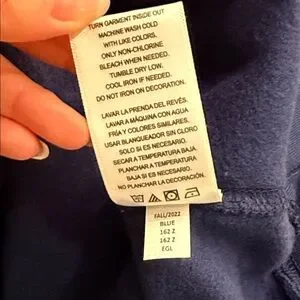 TURN GARMENT INSIDE OUT
MACHINE WASH COLD
WITH LIKE COLORS.
ONLY NON-CHLORINE
BLEACH WHEN NEEDED.
TUMBLE DRY LOW.
COOL IRON IF NEEDED.
DO NOT IRON ON DECORATION.
LAVAR LA PRENDA DEL REVÉS.
LAVAR A MÁQUINA CON AGUA
FRÍA Y COLORES SIMILARES.
USAR BLANQUEADOR SIN CLORO
SOLO SI ES NECESARIO.
SECAR A TEMPERATURA BAJA.
PLANCHAR A TEMPERATURA
BAJA SI ES NECESARIO.
NO PLANCHAR LA DECORACIÓN.
FALL/2022
BLUE
162 Z
162 Z
EGL